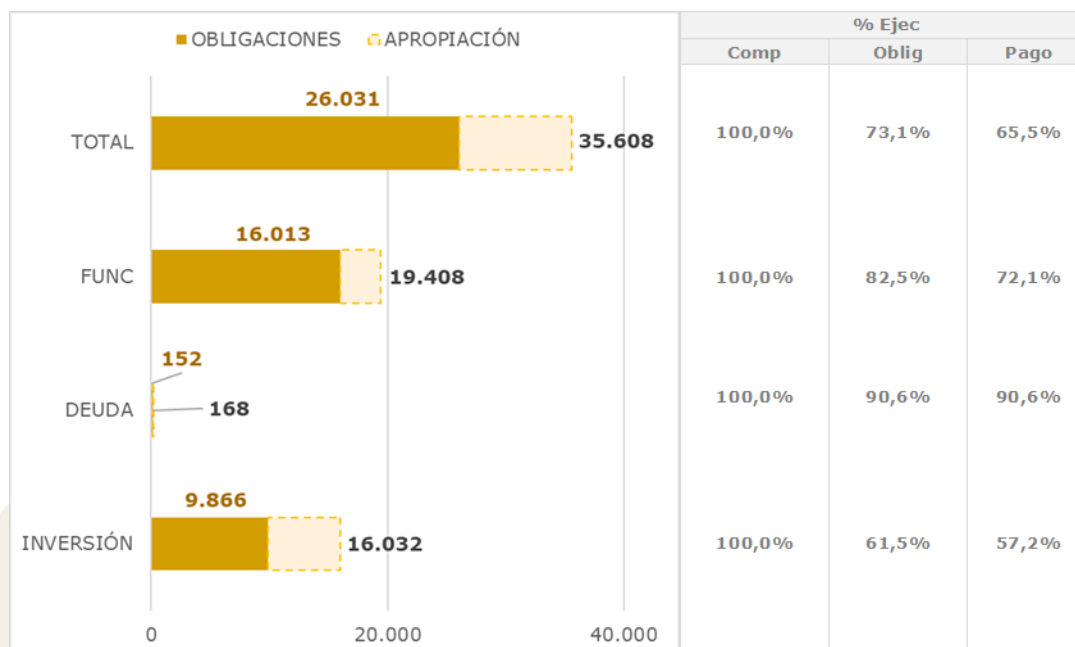 OBLIGACIONES APROPIACIÓN
% Ejec
Comp Oblig Pago
26.031
TOTAL 35.608 100,0% 73,1% 65,5%
16.013
FUNC 19.408 100,0% 82,5% 72,1%
152
DEUDA 168 100,0% 90,6% 90,6%
9.866
INVERSIÓN 16.032 100,0% 61,5% 57,2%
0 20.000 40.000